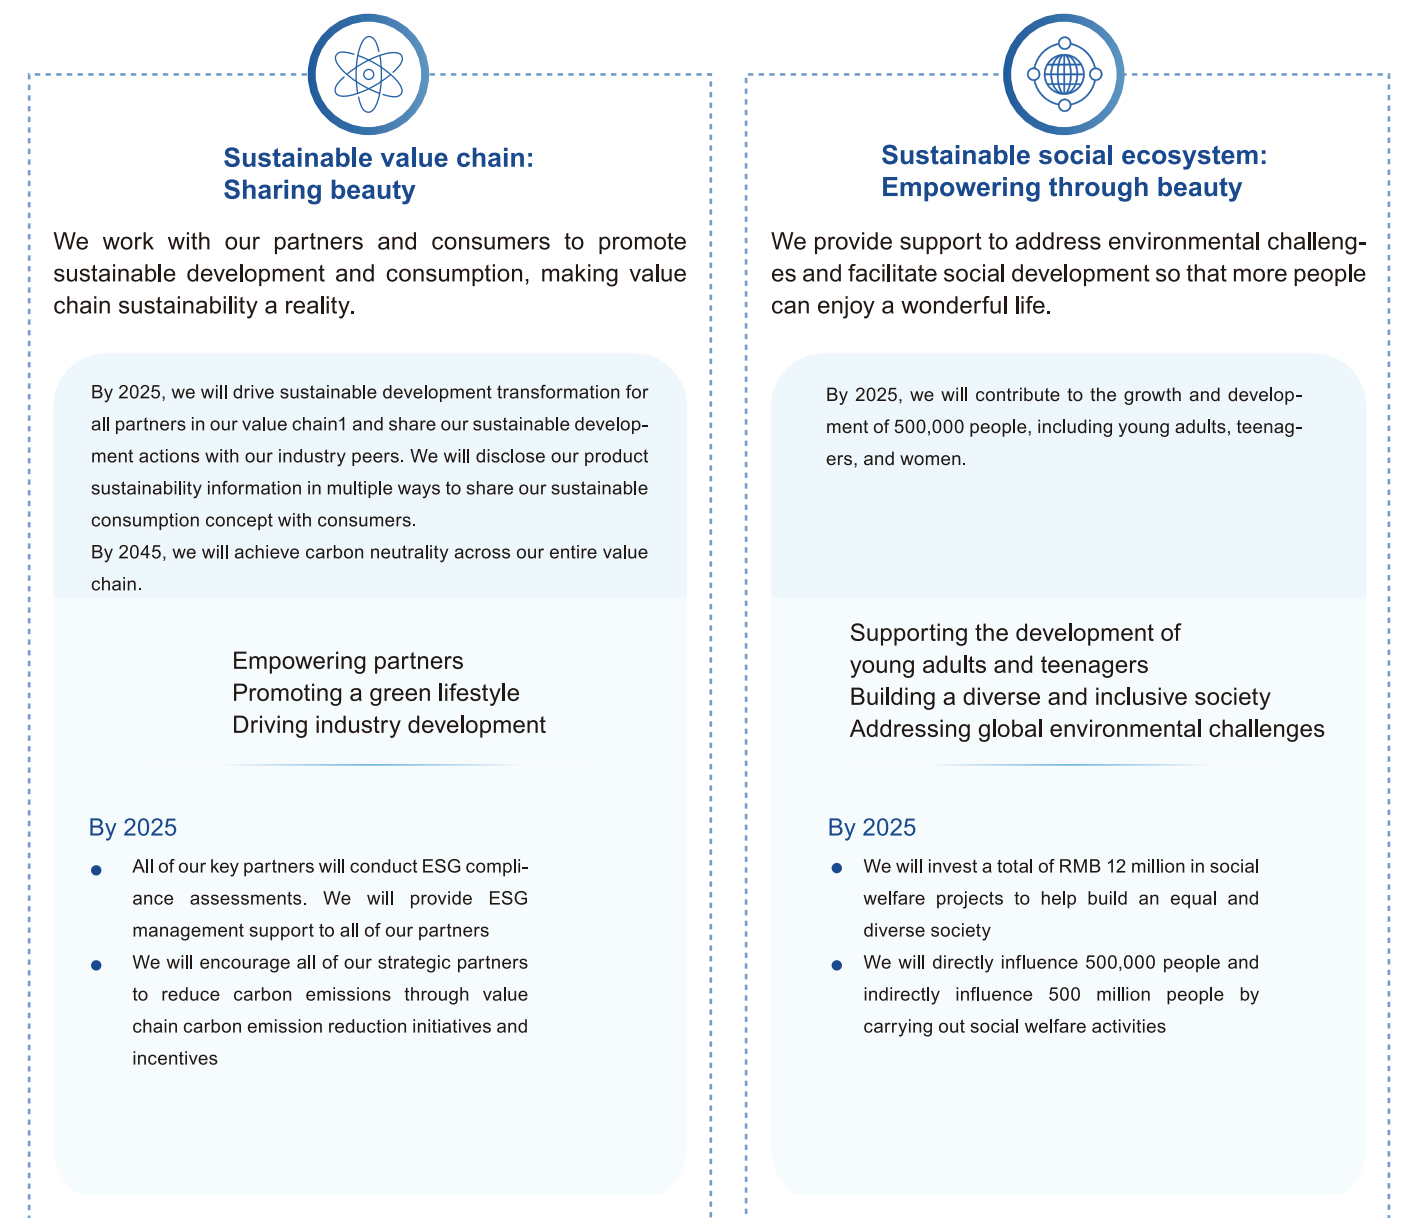 Sustainable value chain:
Sharing beauty
We work with our partners and consumers to promote
sustainable development and consumption, making value
chain sustainability a reality.
By 2025, we will drive sustainable development transformation for
all partners in our value chain1 and share our sustainable develop-
ment actions with our industry peers. We will disclose our product
sustainability information in multiple ways to share our sustainable
consumption concept with consumers.
By 2045, we will achieve carbon neutrality across our entire value
chain.
Empowering partners
Promoting a green lifestyle
Driving industry development
By 2025
All of our key partners will conduct ESG compli-
ance assessments. We will provide ESG
management support to all of our partners
We will encourage all of our strategic partners
to reduce carbon emissions through value
chain carbon emission reduction initiatives and
incentives
Sustainable social ecosystem:
Empowering through beauty
We provide support to address environmental challeng-
es and facilitate social development so that more people
can enjoy a wonderful life.
By 2025, we will contribute to the growth and develop-
ment of 500,000 people, including young adults, teenag-
ers, and women.
Supporting the development of
young adults and teenagers
Building a diverse and inclusive society
Addressing global environmental challenges
By 2025
We will invest a total of RMB 12 million in social
welfare projects to help build an equal and
diverse society
We will directly influence 500,000 people and
indirectly influence 500 million people by
carrying out social welfare activities